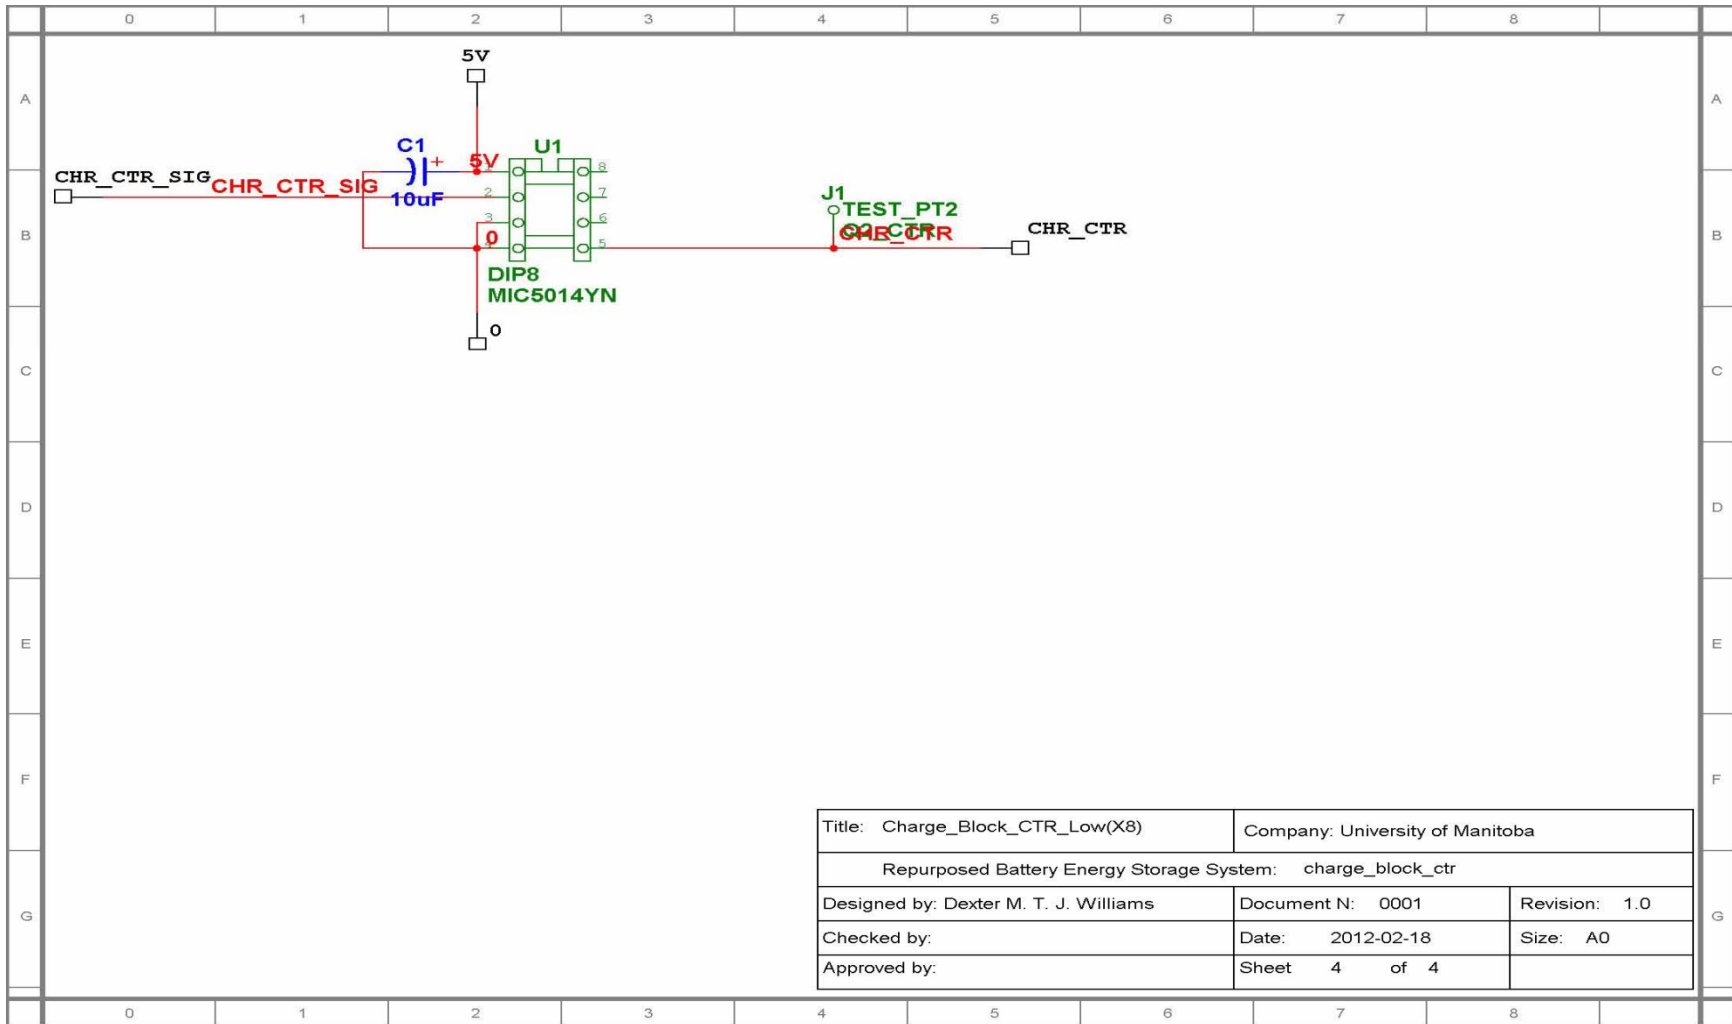 0 1 2 3 4 5 6 7 8
A A
5V
C1 + 5V U1
1 8
CHR_CTR_SIG CHR_CTR_SIG
10uF 2 7
J1
TEST_PT2
3 6
B B
0
CHR_CTR CHR_CTR
4 5
DIP8
MIC5014YN
0
C C
D D
E E
F F
Title: Charge_Block_CTR_Low(X8) Company: University of Manitoba
Repurposed Battery Energy Storage System: charge_block_ctr
G G
Designed by: Dexter M. T. J. Williams Document N: 0001 Revision: 1.0
Checked by: Date: 2012-02-18 Size: A0
Approved by: Sheet 4 of 4
0 1 2 3 4 5 6 7 8